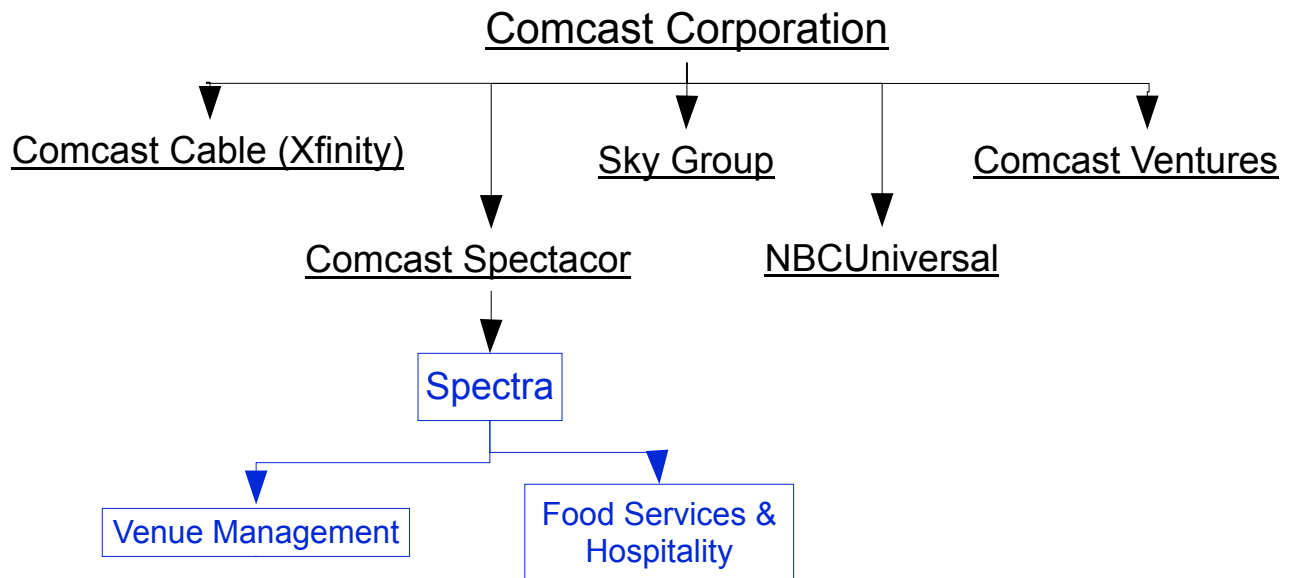 Comcast Corporation
Comcast Cable (Xfinity)
Sky Group
Comcast Ventures
Comcast Spectacor
NBCUniversal
Spectra
Venue Management
Food Services &
Hospitality